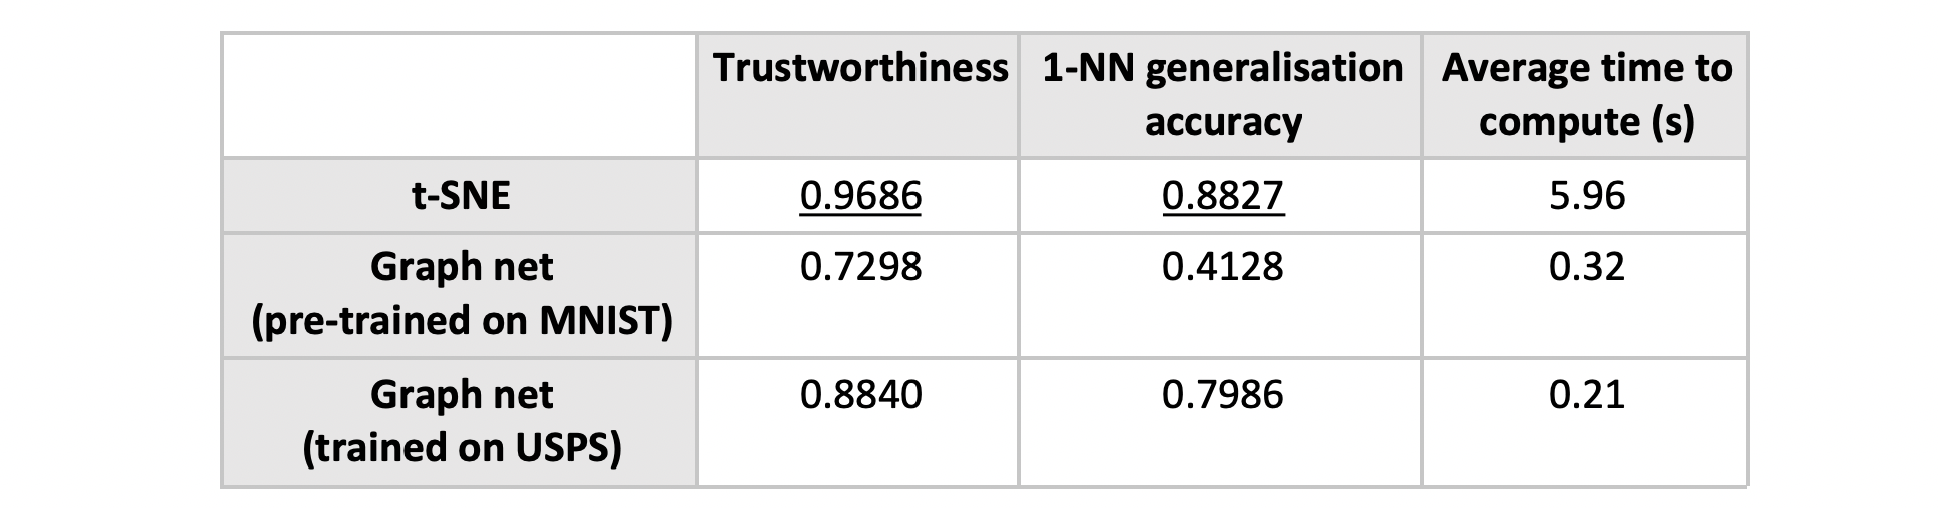 Trustworthiness 1-NN generalisation accuracy Average time to compute (s)
t-SNE 0.9686 0.8827 5.96
Graph net (pre-trained on MNIST) 0.7298 0.4128 0.32
Graph net (trained on USPS) 0.8840 0.7986 0.21